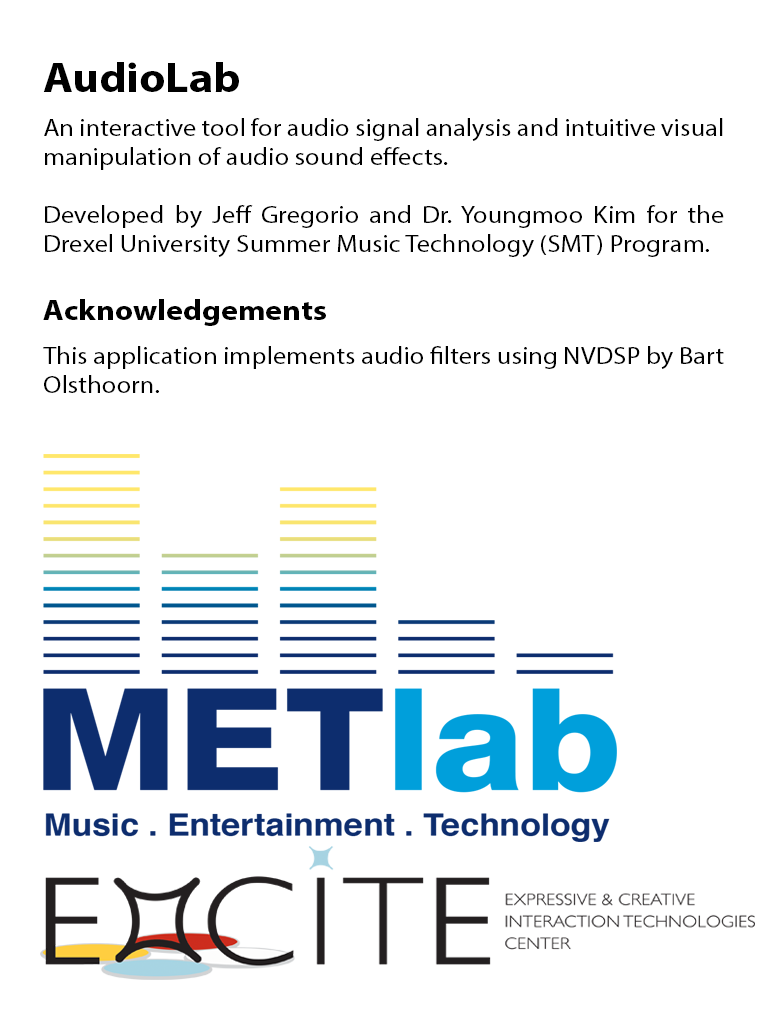 AudioLab
An interactive tool for audio signal analysis and intuitive visual
manipulation of audio sound effects.
Developed by Jeff Gregorio and Dr. Youngmoo Kim for the
Drexel University Summer Music Technology (SMT) Program.
Acknowledgements
This application implements audio filters using NVDSP by Bart
Olsthoorn.
METlab
Music . Entertainment . Technology
EXCITE
EXPRESSIVE & CREATIVE
INTERACTION TECHNOLOGIES
CENTER